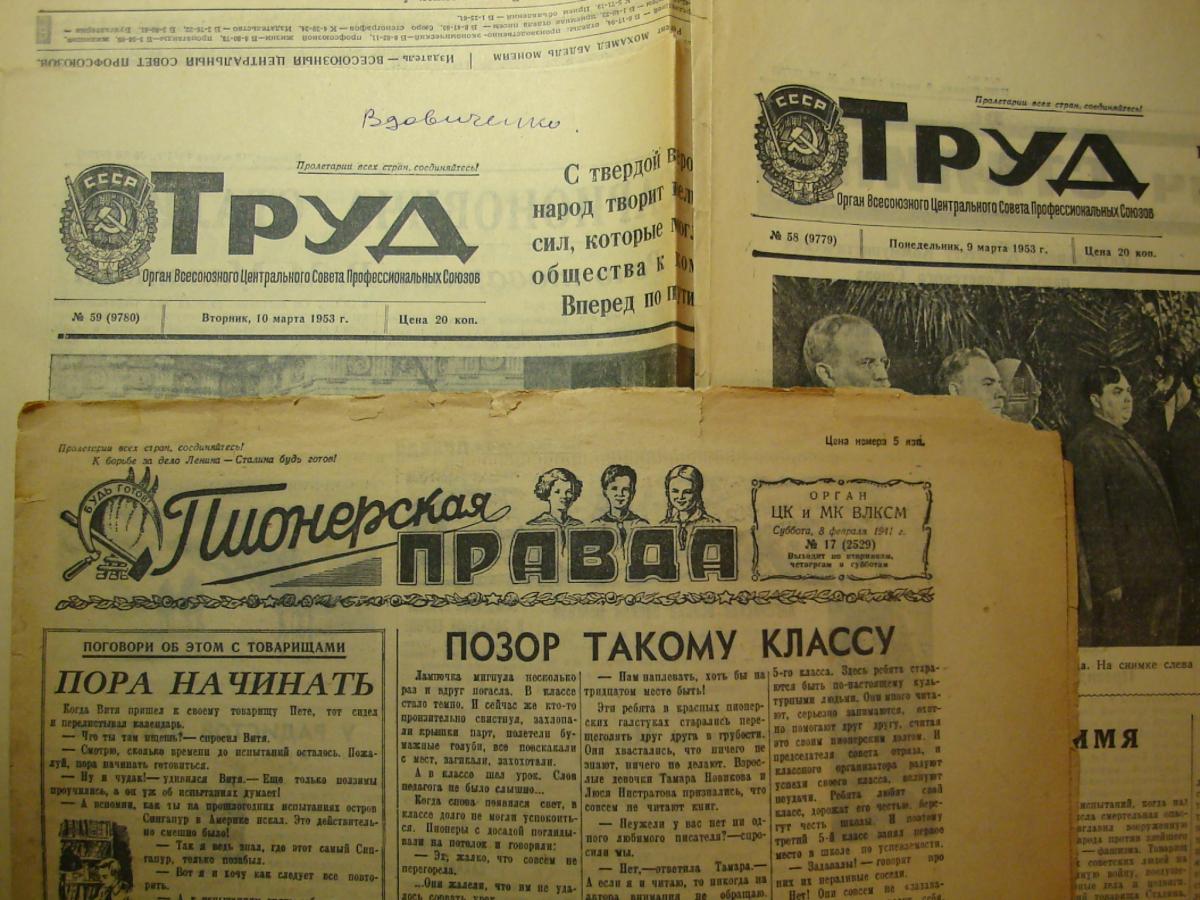 Издатель — ВСЕСОЮЗНЫЙ ЦЕНТРАЛЬНЫЙ СОВЕТ ПРОФСОЮЗОВ.
МОХАМЕД АБДЕЛЬ МОНЕИМ
Вдовиченко.
Пролетарии всех стран, соединяйтесь!
СССР
ТРУД
Орган Всесоюзного Центрального Совета Профессиональных Союзов
№ 59 (9780)
Вторник, 10 марта 1953 г.
Цена 20 коп.
С твердой
народ творит
сил, которые
общества к
Вперед по
Пролетарии всех стран, соединяйтесь!
СССР
ТРУД
Орган Всесоюзного Центрального Совета Профессиональных Союзов
№ 58 (9779)
Понедельник, 9 марта 1953 г.
Цена 20 коп.
На снимке слева
Пролетарии всех стран, соединяйтесь!
К борьбе за дело Ленина — Сталина будь готов!
Цена номера 5 коп.
БУДЬ ГОТОВ!
Пионерская
ПРАВДА
ОРГАН
ЦК и МК ВЛКСМ
Суббота, 8 февраля 1941 г.
№ 17 (2529)
Выходит по вторникам,
четвергам и субботам
ПОГОВОРИ ОБ ЭТОМ С ТОВАРИЩАМИ
ПОРА НАЧИНАТЬ
Когда Витя пришел к своему товарищу Пете, тот сидел
и перелистывал календарь.
— Что ты там ищешь?— спросил Витя.
— Смотрю, сколько времени до испытаний осталось. Пожа-
луй, пора начинать готовиться.
— Ну и чудак!— удивился Витя.— Еще только ползимы
проучились, а он уж об испытаниях думает!
— А вспомни, как ты на прошлогодних испытаниях остров
Сингапур в Америке искал. Это действитель-
но смешно было!
— Так я ведь знал, где этот самый Син-
гапур, только позабыл.
— Вот я и хочу как следует все повто-
рить.
ПОЗОР ТАКОМУ КЛАССУ
Лампочка мигнула несколько
раз и вдруг погасла. В классе
стало темно. И сейчас же кто-то
пронзительно свистнул, захлопа-
ли крышки парт, полетели бу-
мажные голуби, все повскакали
с мест, загикали, захохотали.
А в классе шел урок. Слов
педагога не было слышно...
Когда снова появился свет, в
классе долго не могли успокоить-
ся. Пионеры с досадой поглядыва-
ли на потолок и говорили:
— Эх, жалко, что совсем не
перегорела.
...Они жалели, что им не уда-
лось сорвать урок.
— Нам наплевать, хоть бы на
тридцатом месте быть!
Эти ребята в красных пионер-
ских галстуках старались пере-
щеголять друг друга в грубости.
Они хвастались, что ничего не
знают, ничего не делают. Взрос-
лые девочки Тамара Новикова и
Люся Нистратова признались, что
совсем не читают книг.
— Неужели у вас нет ни од-
ного любимого писателя?—спро-
сили мы.
— Нет,—ответила Тамара.—
А если я и читаю, то никогда на
автора внимания не обращаю.
5-го класса. Здесь ребята стара-
ются быть по-настоящему куль-
турными людьми. Они много чита-
ют, серьезно занимаются, охот-
но помогают друг другу, считая
это своим пионерским долгом. И
председателя совета отряда, и
классного организатора радуют
успехи своего класса, волнуют
неудачи. Ребята любят свой
класс, дорожат его честью, бере-
гут честь школы. И поэтому
третий 5-й класс занял первое
место в школе по успеваемости.
— Задавалы! — говорят про
них их нерадивые соседи.
Нет! Они совсем не